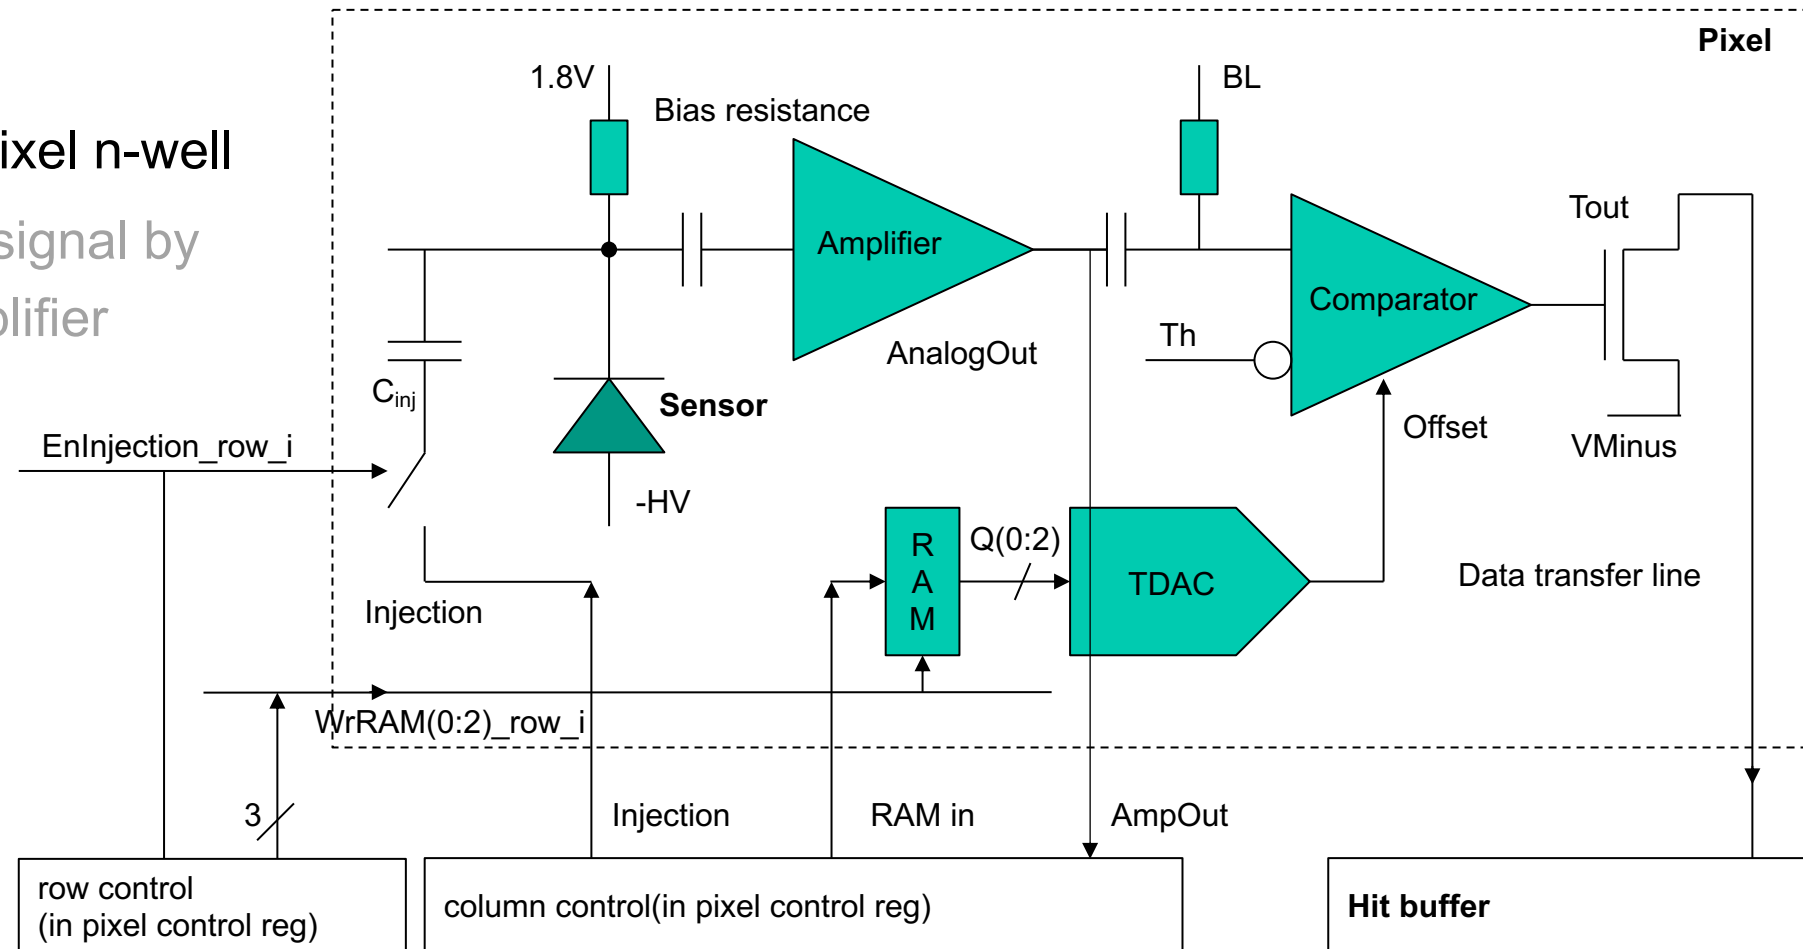 Pixel
1.8V
BL
Bias resistance
ixel n-well
signal by
plifier
Tout
Amplifier
Comparator
Th
AnalogOut
Cinj
Sensor
Offset
EnInjection_row_i
VMinus
-HV
R
A
M
Q(0:2)
TDAC
Data transfer line
Injection
WrRAM(0:2)_row_i
3
Injection
RAM in
AmpOut
row control
(in pixel control reg)
column control(in pixel control reg)
Hit buffer